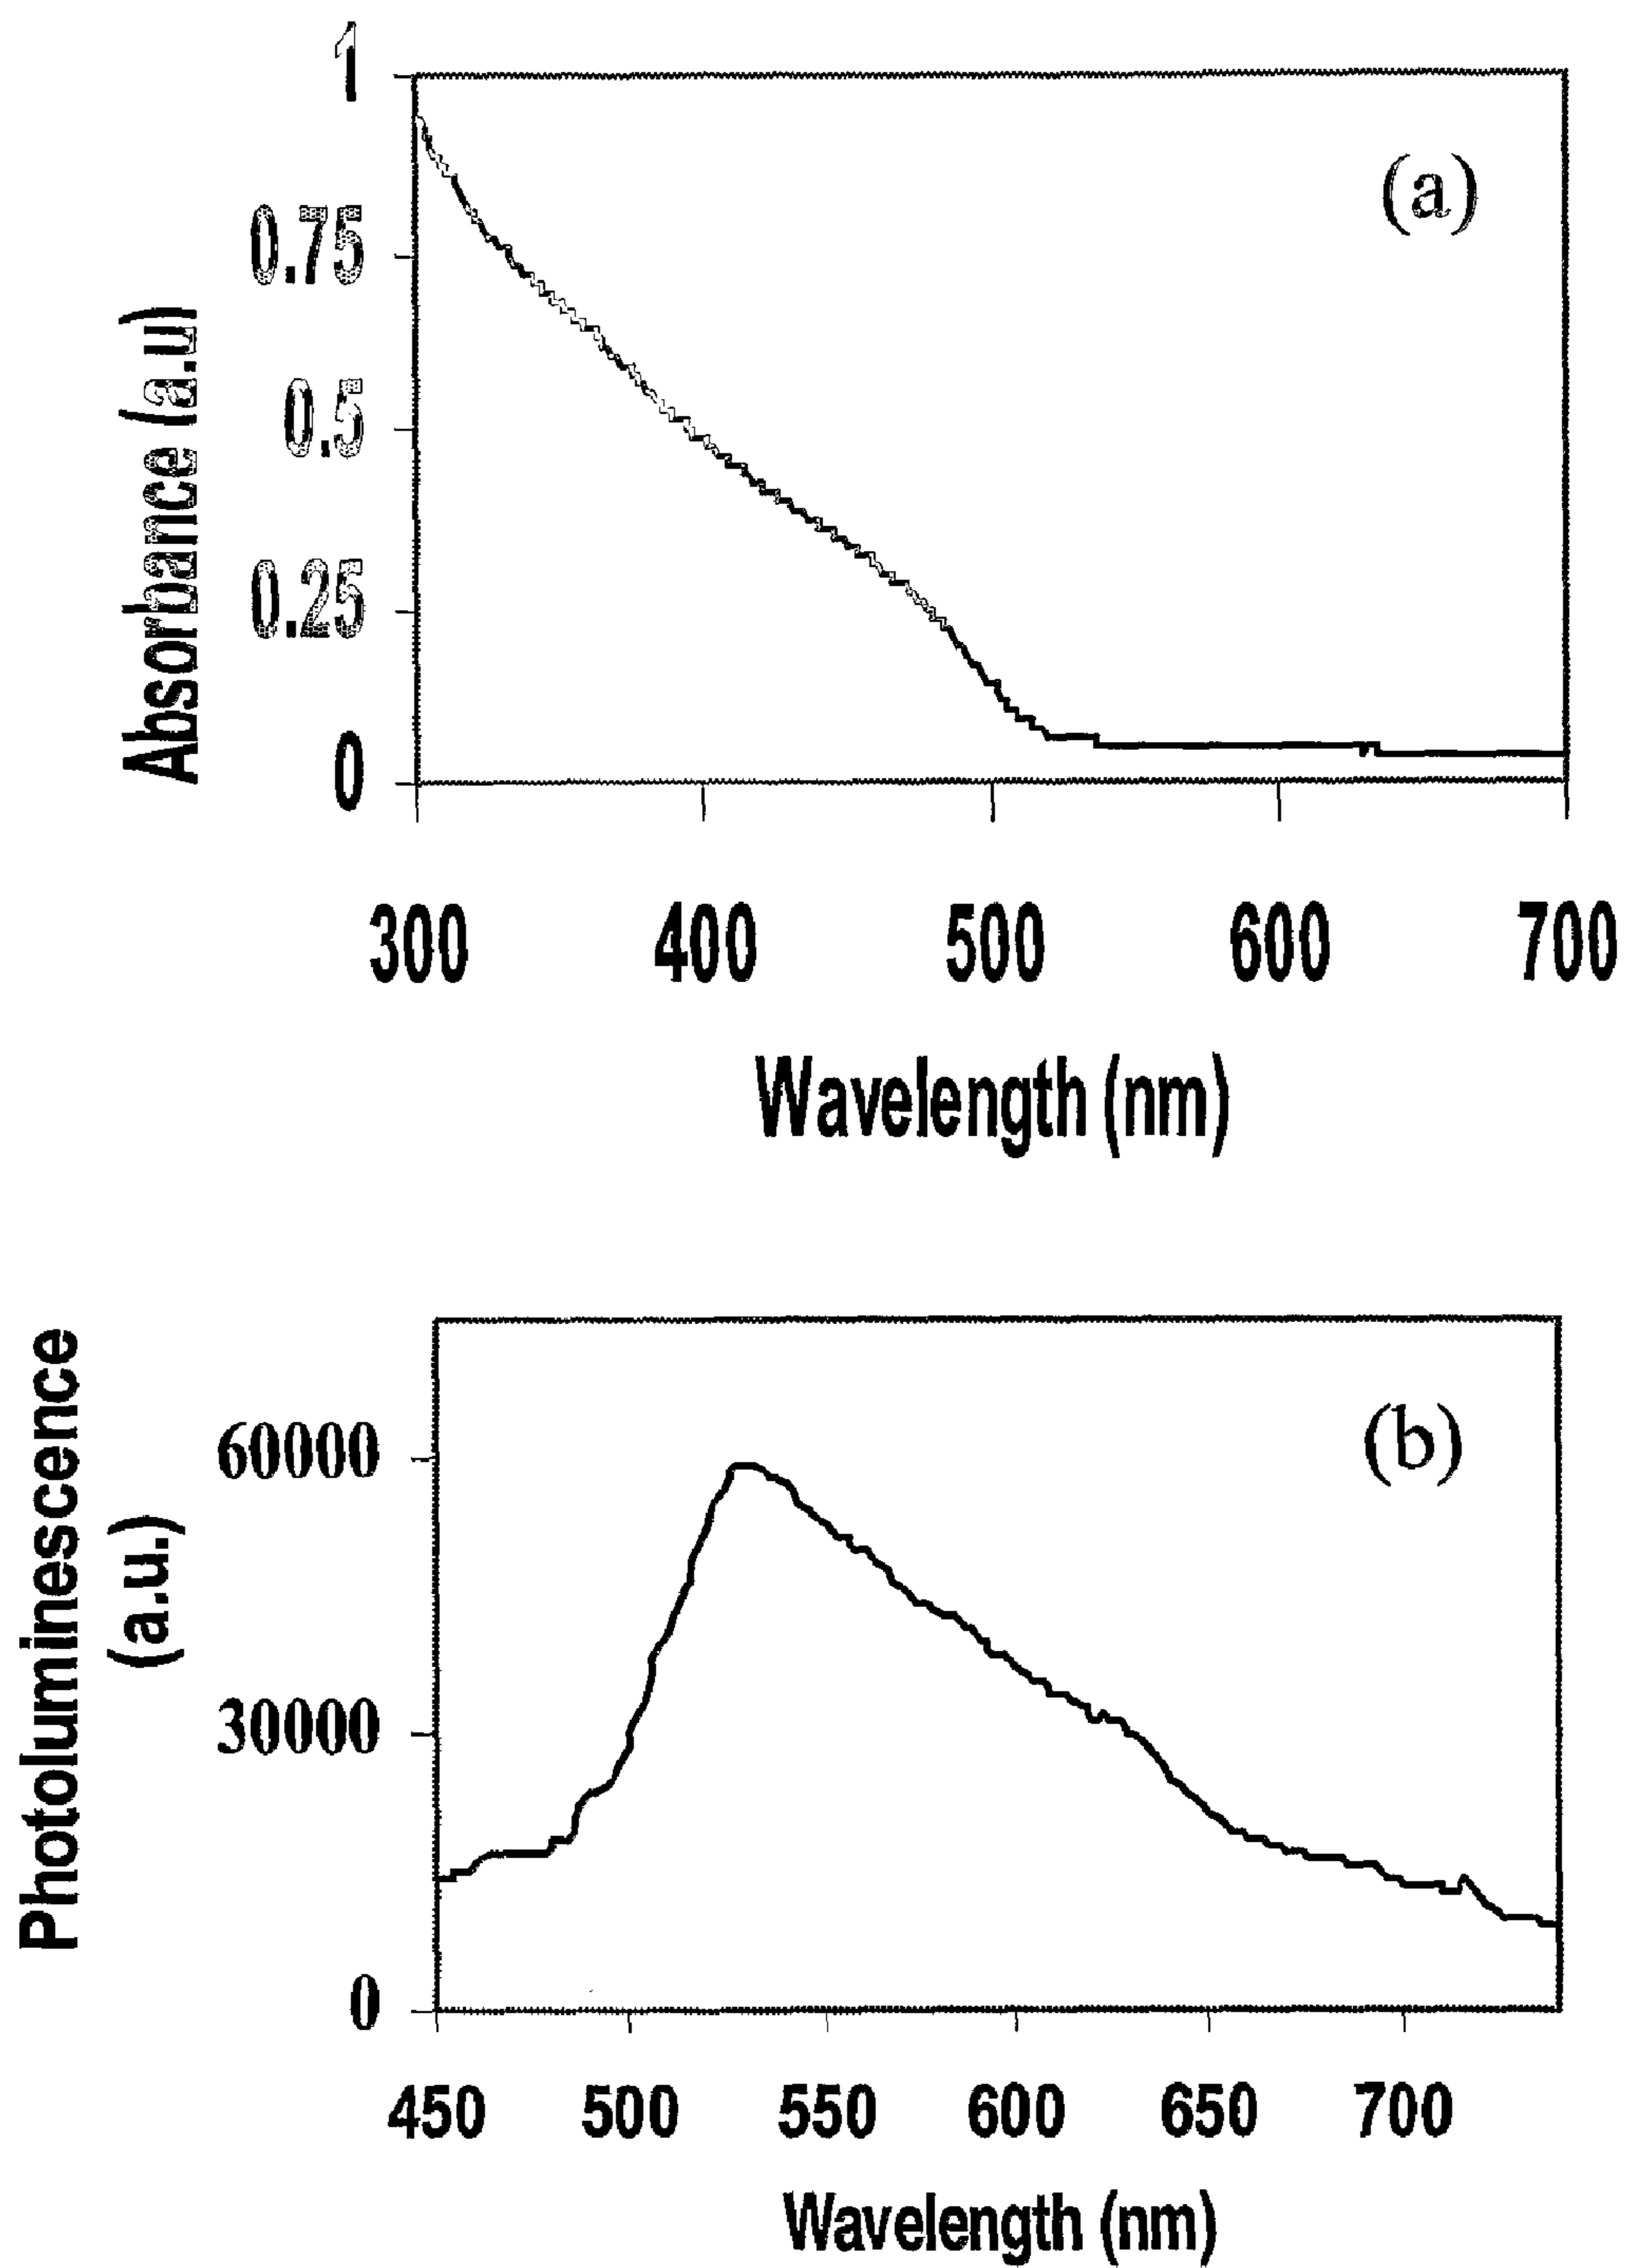 1
(a)
0.75
0.5
0.25
0
Absorbance (a.u)
300 400 500 600 700
Wavelength (nm)
(b)
60000
30000
0
Photoluminescence
(a.u.)
450 500 550 600 650 700
Wavelength (nm)